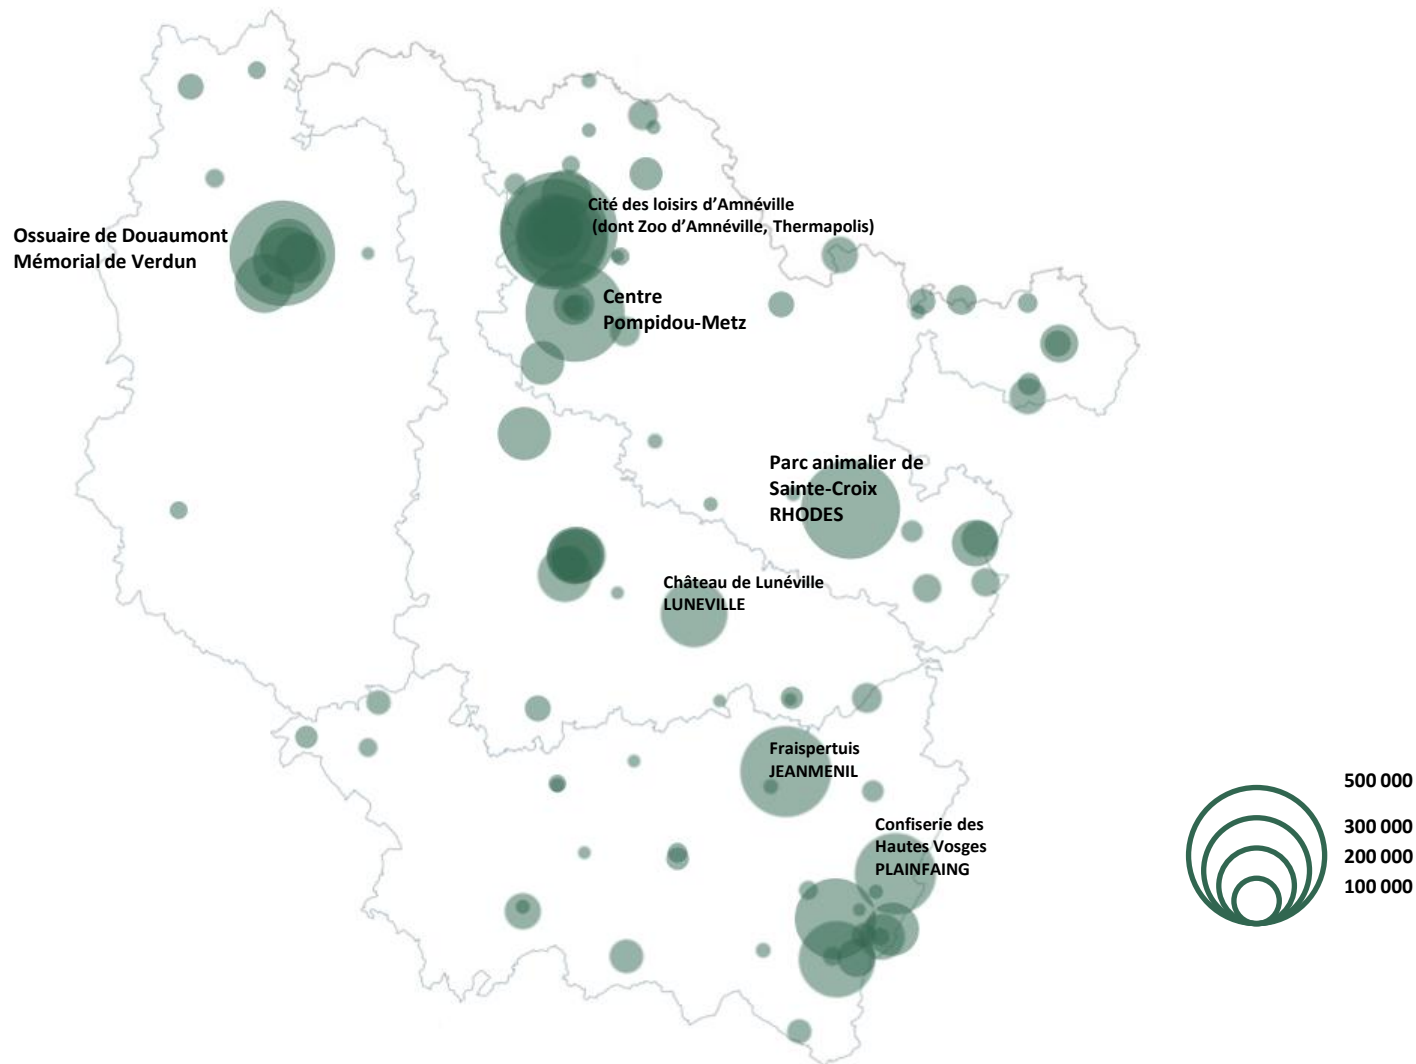 Cité des loisirs d’Amnéville
(dont Zoo d’Amnéville, Thermapolis)
Ossuaire de Douaumont
Mémorial de Verdun
Centre
Pompidou-Metz
Parc animalier de
Sainte-Croix
RHODES
Château de Lunéville
LUNEVILLE
Fraispertuis
JEANMENIL
Confiserie des
Hautes Vosges
PLAINFAING
500 000
300 000
200 000
100 000